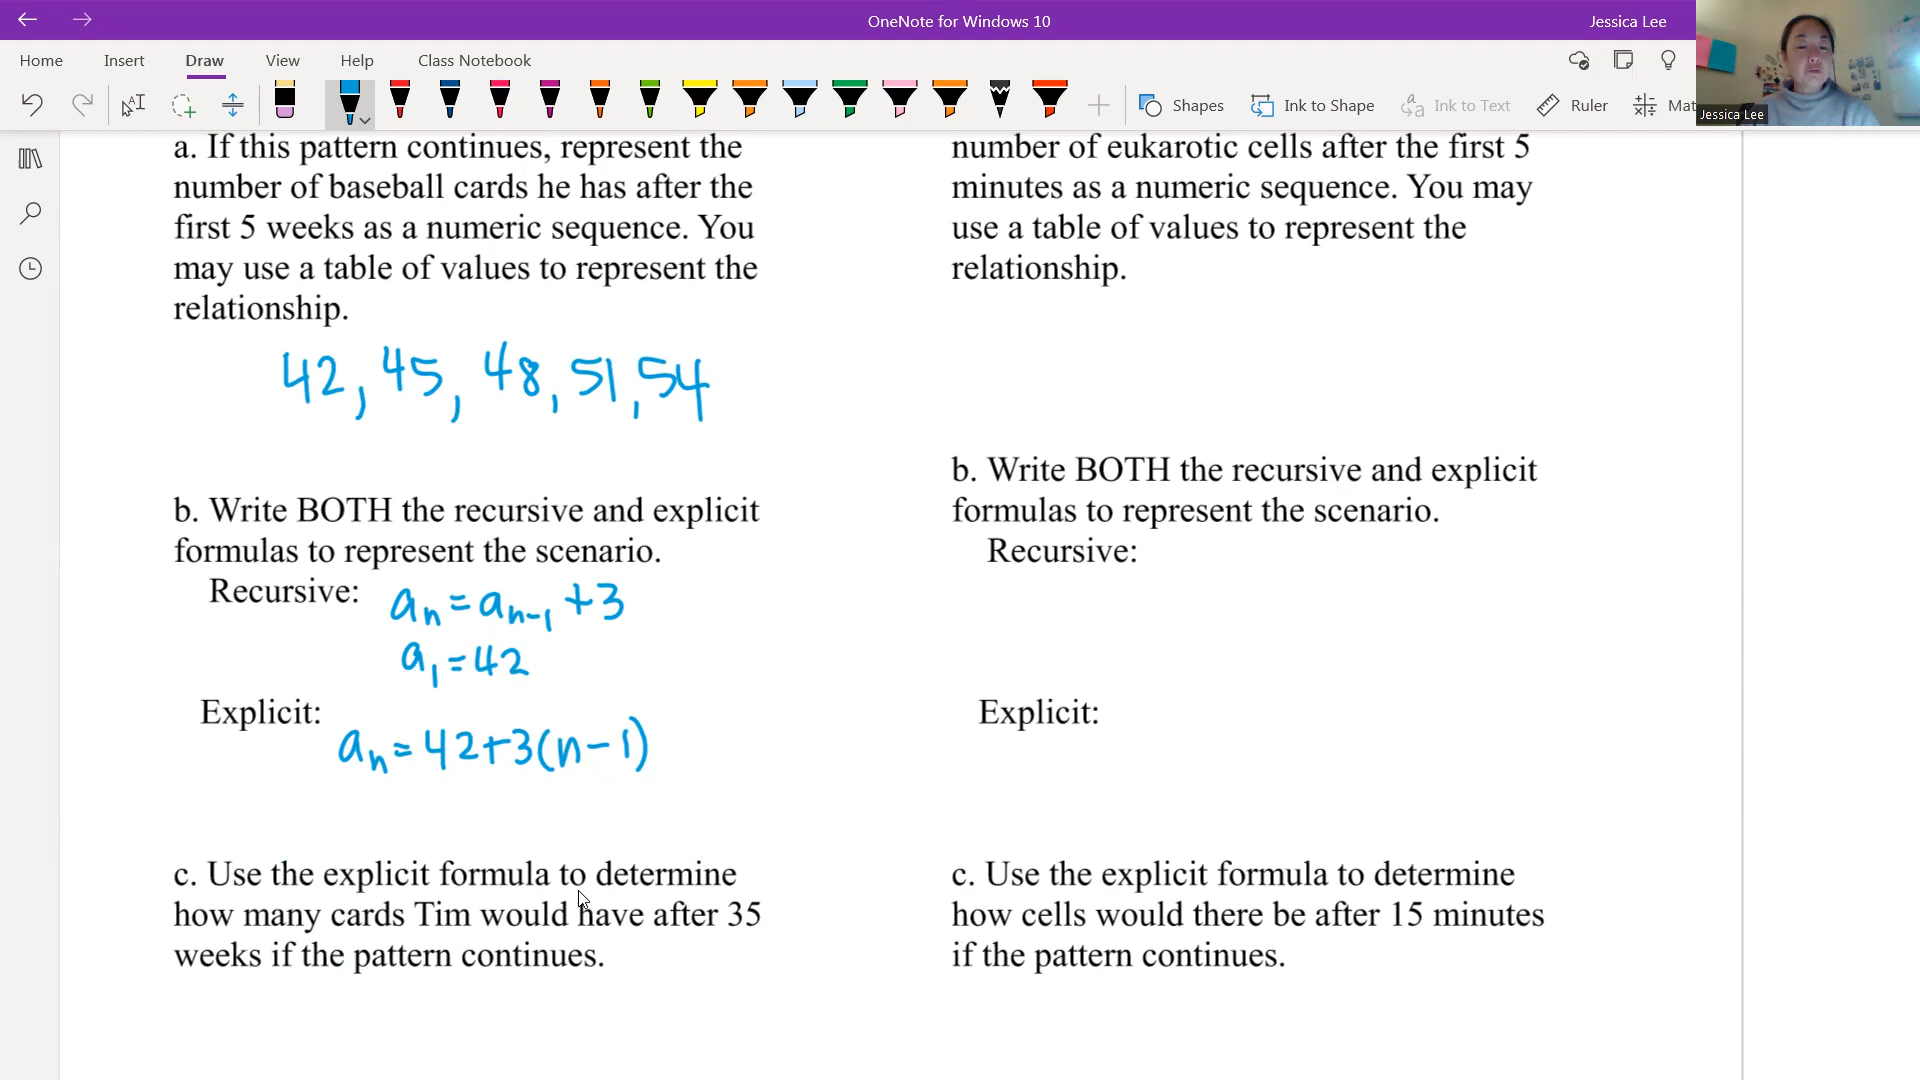 OneNote for Windows 10
Jessica Lee
Home Insert Draw View Help Class Notebook
Shapes Ink to Shape Ink to Text Ruler Mat
Jessica Lee
a. If this pattern continues, represent the
number of baseball cards he has after the
first 5 weeks as a numeric sequence. You
may use a table of values to represent the
relationship.
42, 45, 48, 51, 54
b. Write BOTH the recursive and explicit
formulas to represent the scenario.
Recursive: aₙ = aₙ₋₁ + 3
a₁ = 42
Explicit:
aₙ = 42 + 3(n - 1)
c. Use the explicit formula to determine
how many cards Tim would have after 35
weeks if the pattern continues.
number of eukarotic cells after the first 5
minutes as a numeric sequence. You may
use a table of values to represent the
relationship.
b. Write BOTH the recursive and explicit
formulas to represent the scenario.
Recursive:
Explicit:
c. Use the explicit formula to determine
how cells would there be after 15 minutes
if the pattern continues.